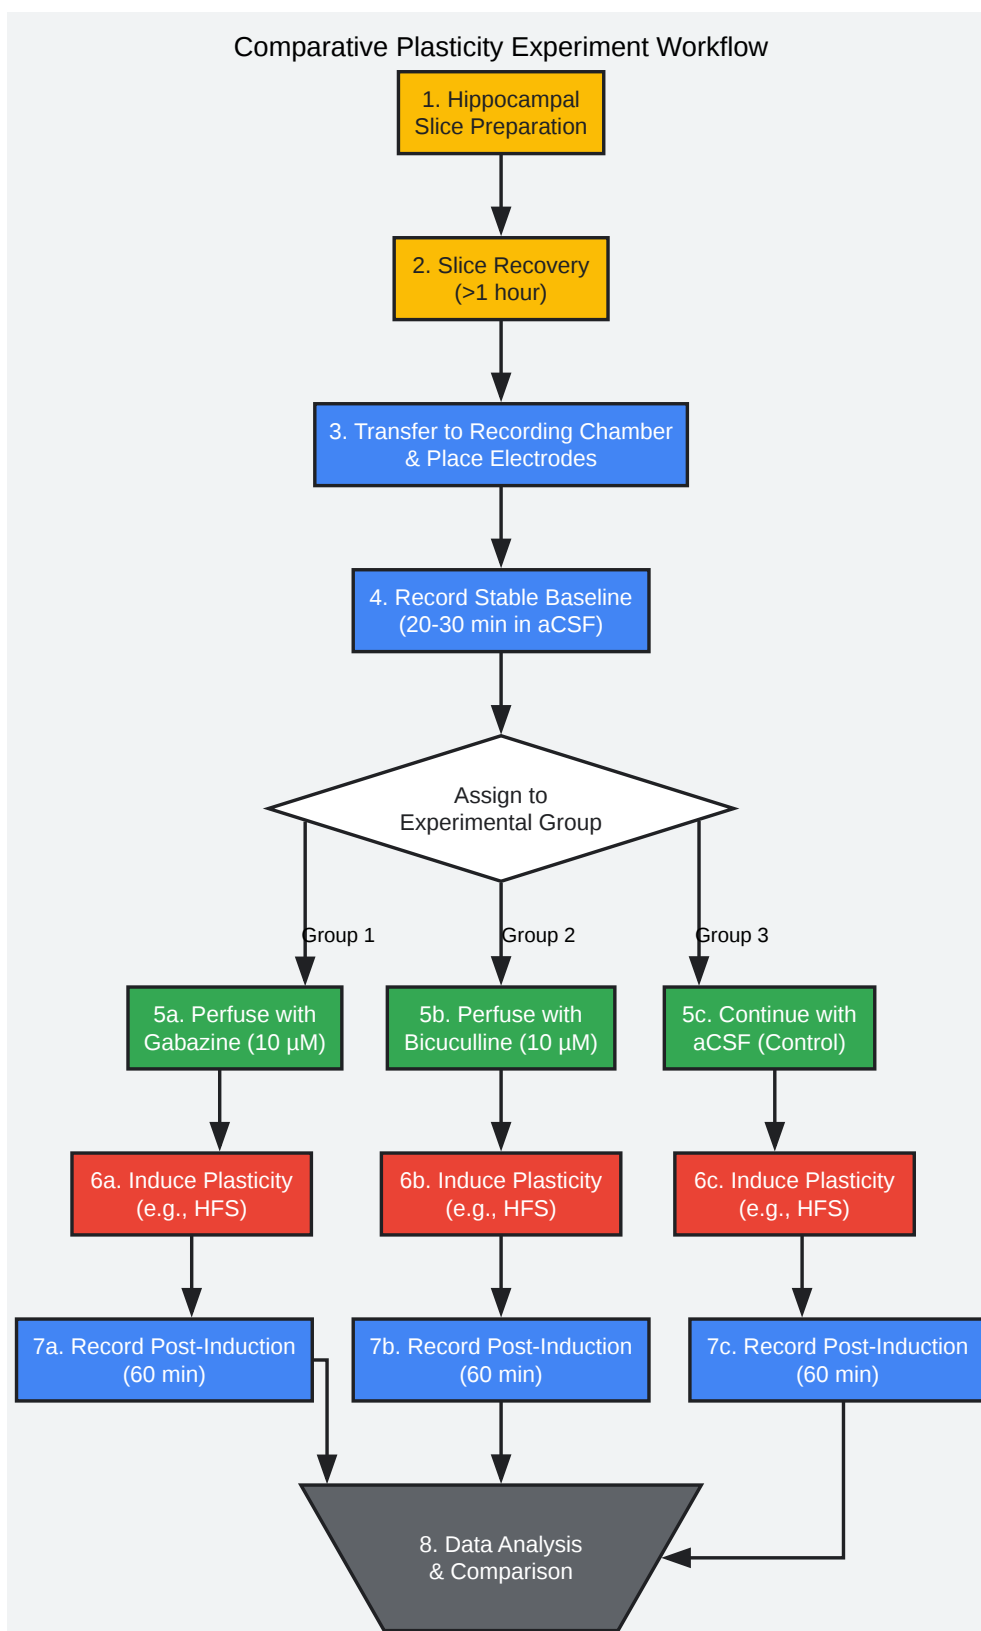 Comparative Plasticity Experiment Workflow
1. Hippocampal
Slice Preparation
2. Slice Recovery
(>1 hour)
3. Transfer to Recording Chamber
& Place Electrodes
4. Record Stable Baseline
(20-30 min in aCSF)
Assign to
Experimental Group
Group 1
Group 2
Group 3
5a. Perfuse with
Gabazine (10 µM)
5b. Perfuse with
Bicuculline (10 µM)
5c. Continue with
aCSF (Control)
6a. Induce Plasticity
(e.g., HFS)
6b. Induce Plasticity
(e.g., HFS)
6c. Induce Plasticity
(e.g., HFS)
7a. Record Post-Induction
(60 min)
7b. Record Post-Induction
(60 min)
7c. Record Post-Induction
(60 min)
8. Data Analysis
& Comparison